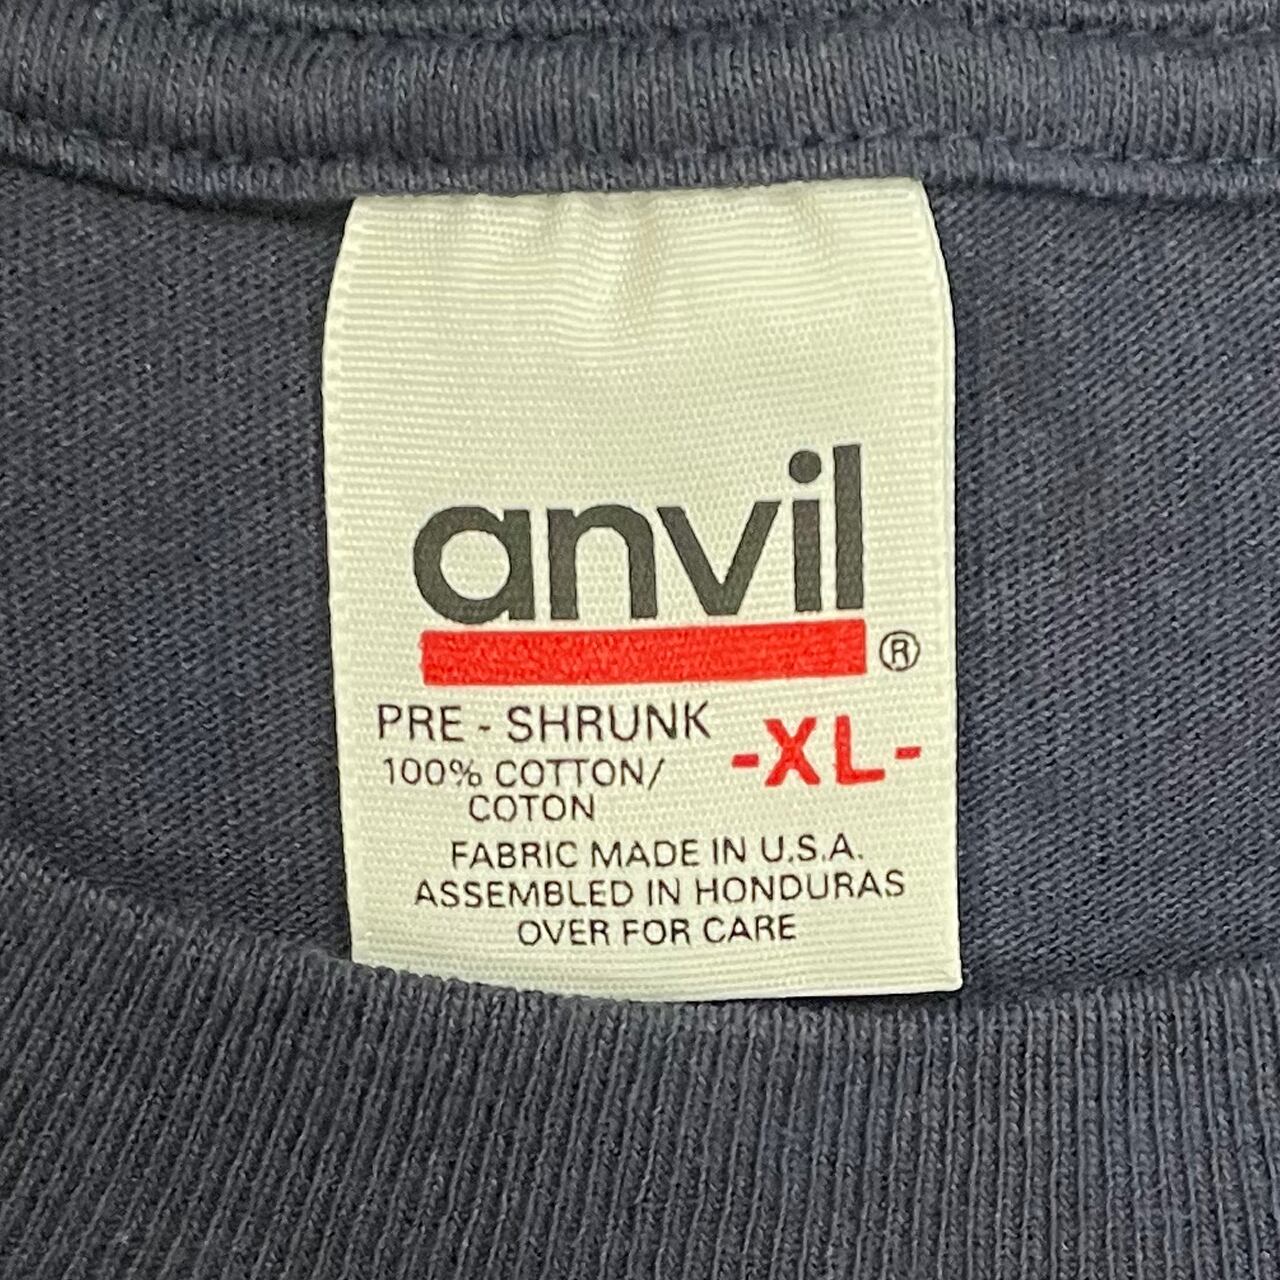 anvil
®
PRE - SHRUNK
-XL-
100% COTTON/
COTON
FABRIC MADE IN U.S.A.
ASSEMBLED IN HONDURAS
OVER FOR CARE